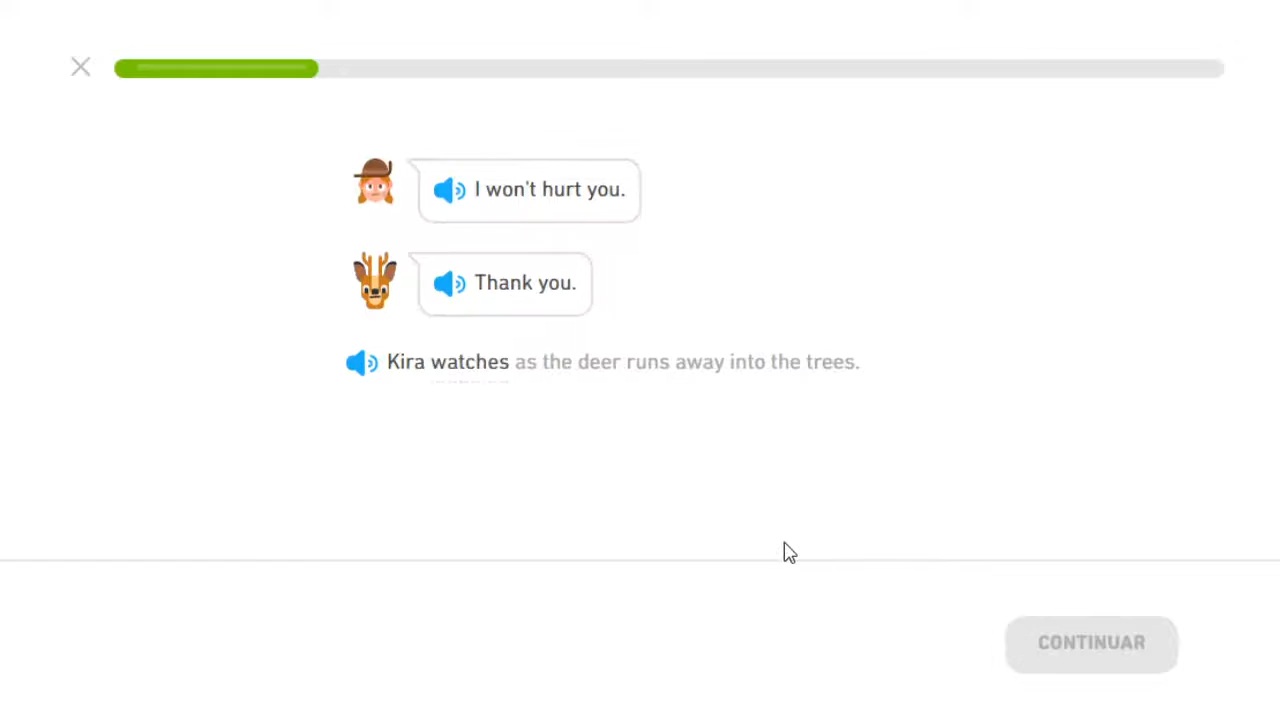 I won't hurt you.
Thank you.
Kira watches as the deer runs away into the trees.
CONTINUAR